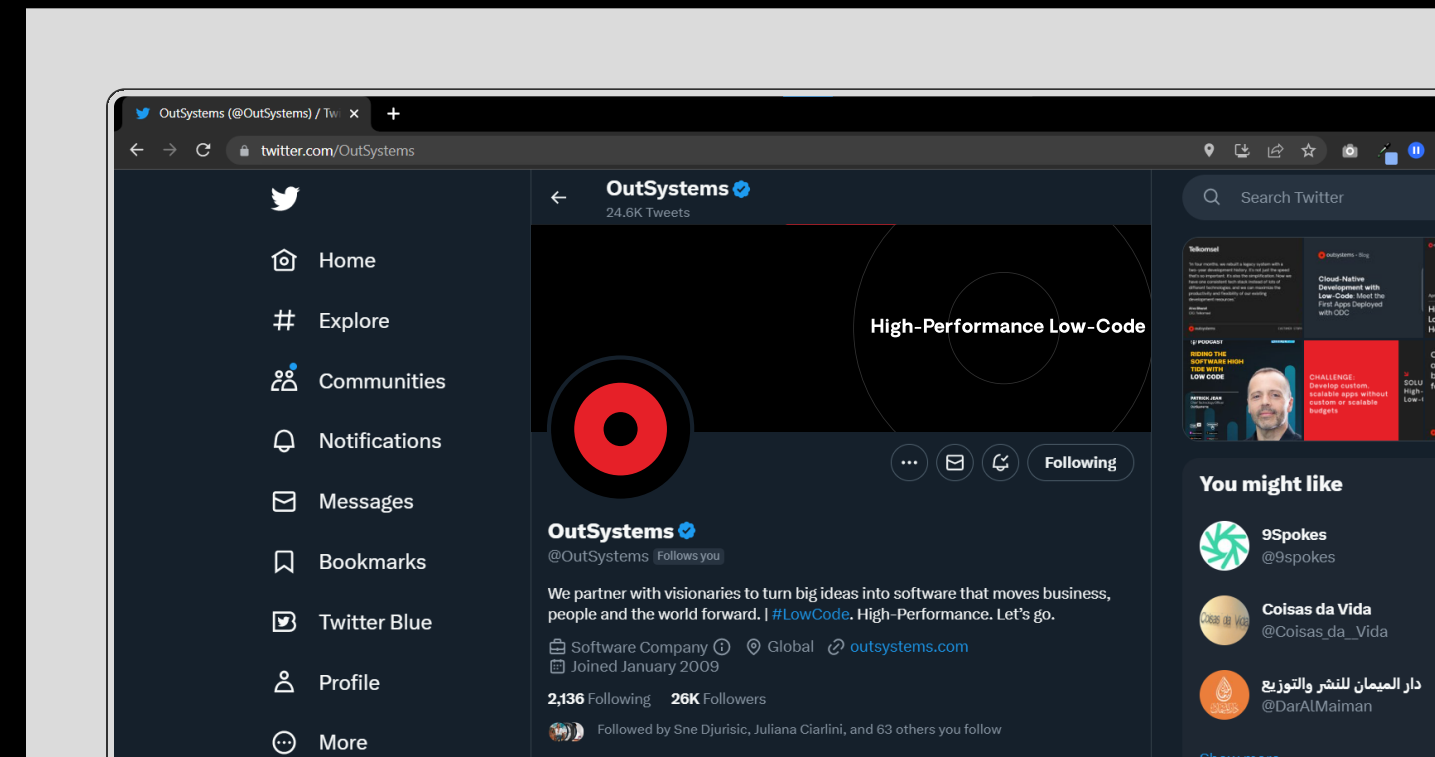 OutSystems (@OutSystems) / Tw
twitter.com/OutSystems
Home
Explore
Communities
Notifications
Messages
Bookmarks
Twitter Blue
Profile
More
OutSystems
24.6K Tweets
High-Performance Low-Code
Following
OutSystems
@OutSystems Follows you
We partner with visionaries to turn big ideas into software that moves business,
people and the world forward. | #LowCode. High-Performance. Let's go.
Software Company Global outsystems.com
Joined January 2009
2,136 Following 26K Followers
Followed by Sne Djurisic, Juliana Ciarlini, and 63 others you follow
Search Twitter
Telkomsel
outsystems - Blog
Cloud-Native
Development with
Low-Code: Meet the
First Apps Deployed
with ODC
PODCAST
RIDING THE
SOFTWARE HIGH
TIDE WITH
LOW CODE
PATRICK JEAN
CHALLENGE:
Develop custom.
scalable apps without
custom or scalable
budgets
SOLU
High-
Low-
You might like
9Spokes
@9spokes
Coisas da Vida
@Coisas_da__Vida
دار الميمان للنشر والتوزيع
@DarAlMaiman
Show more